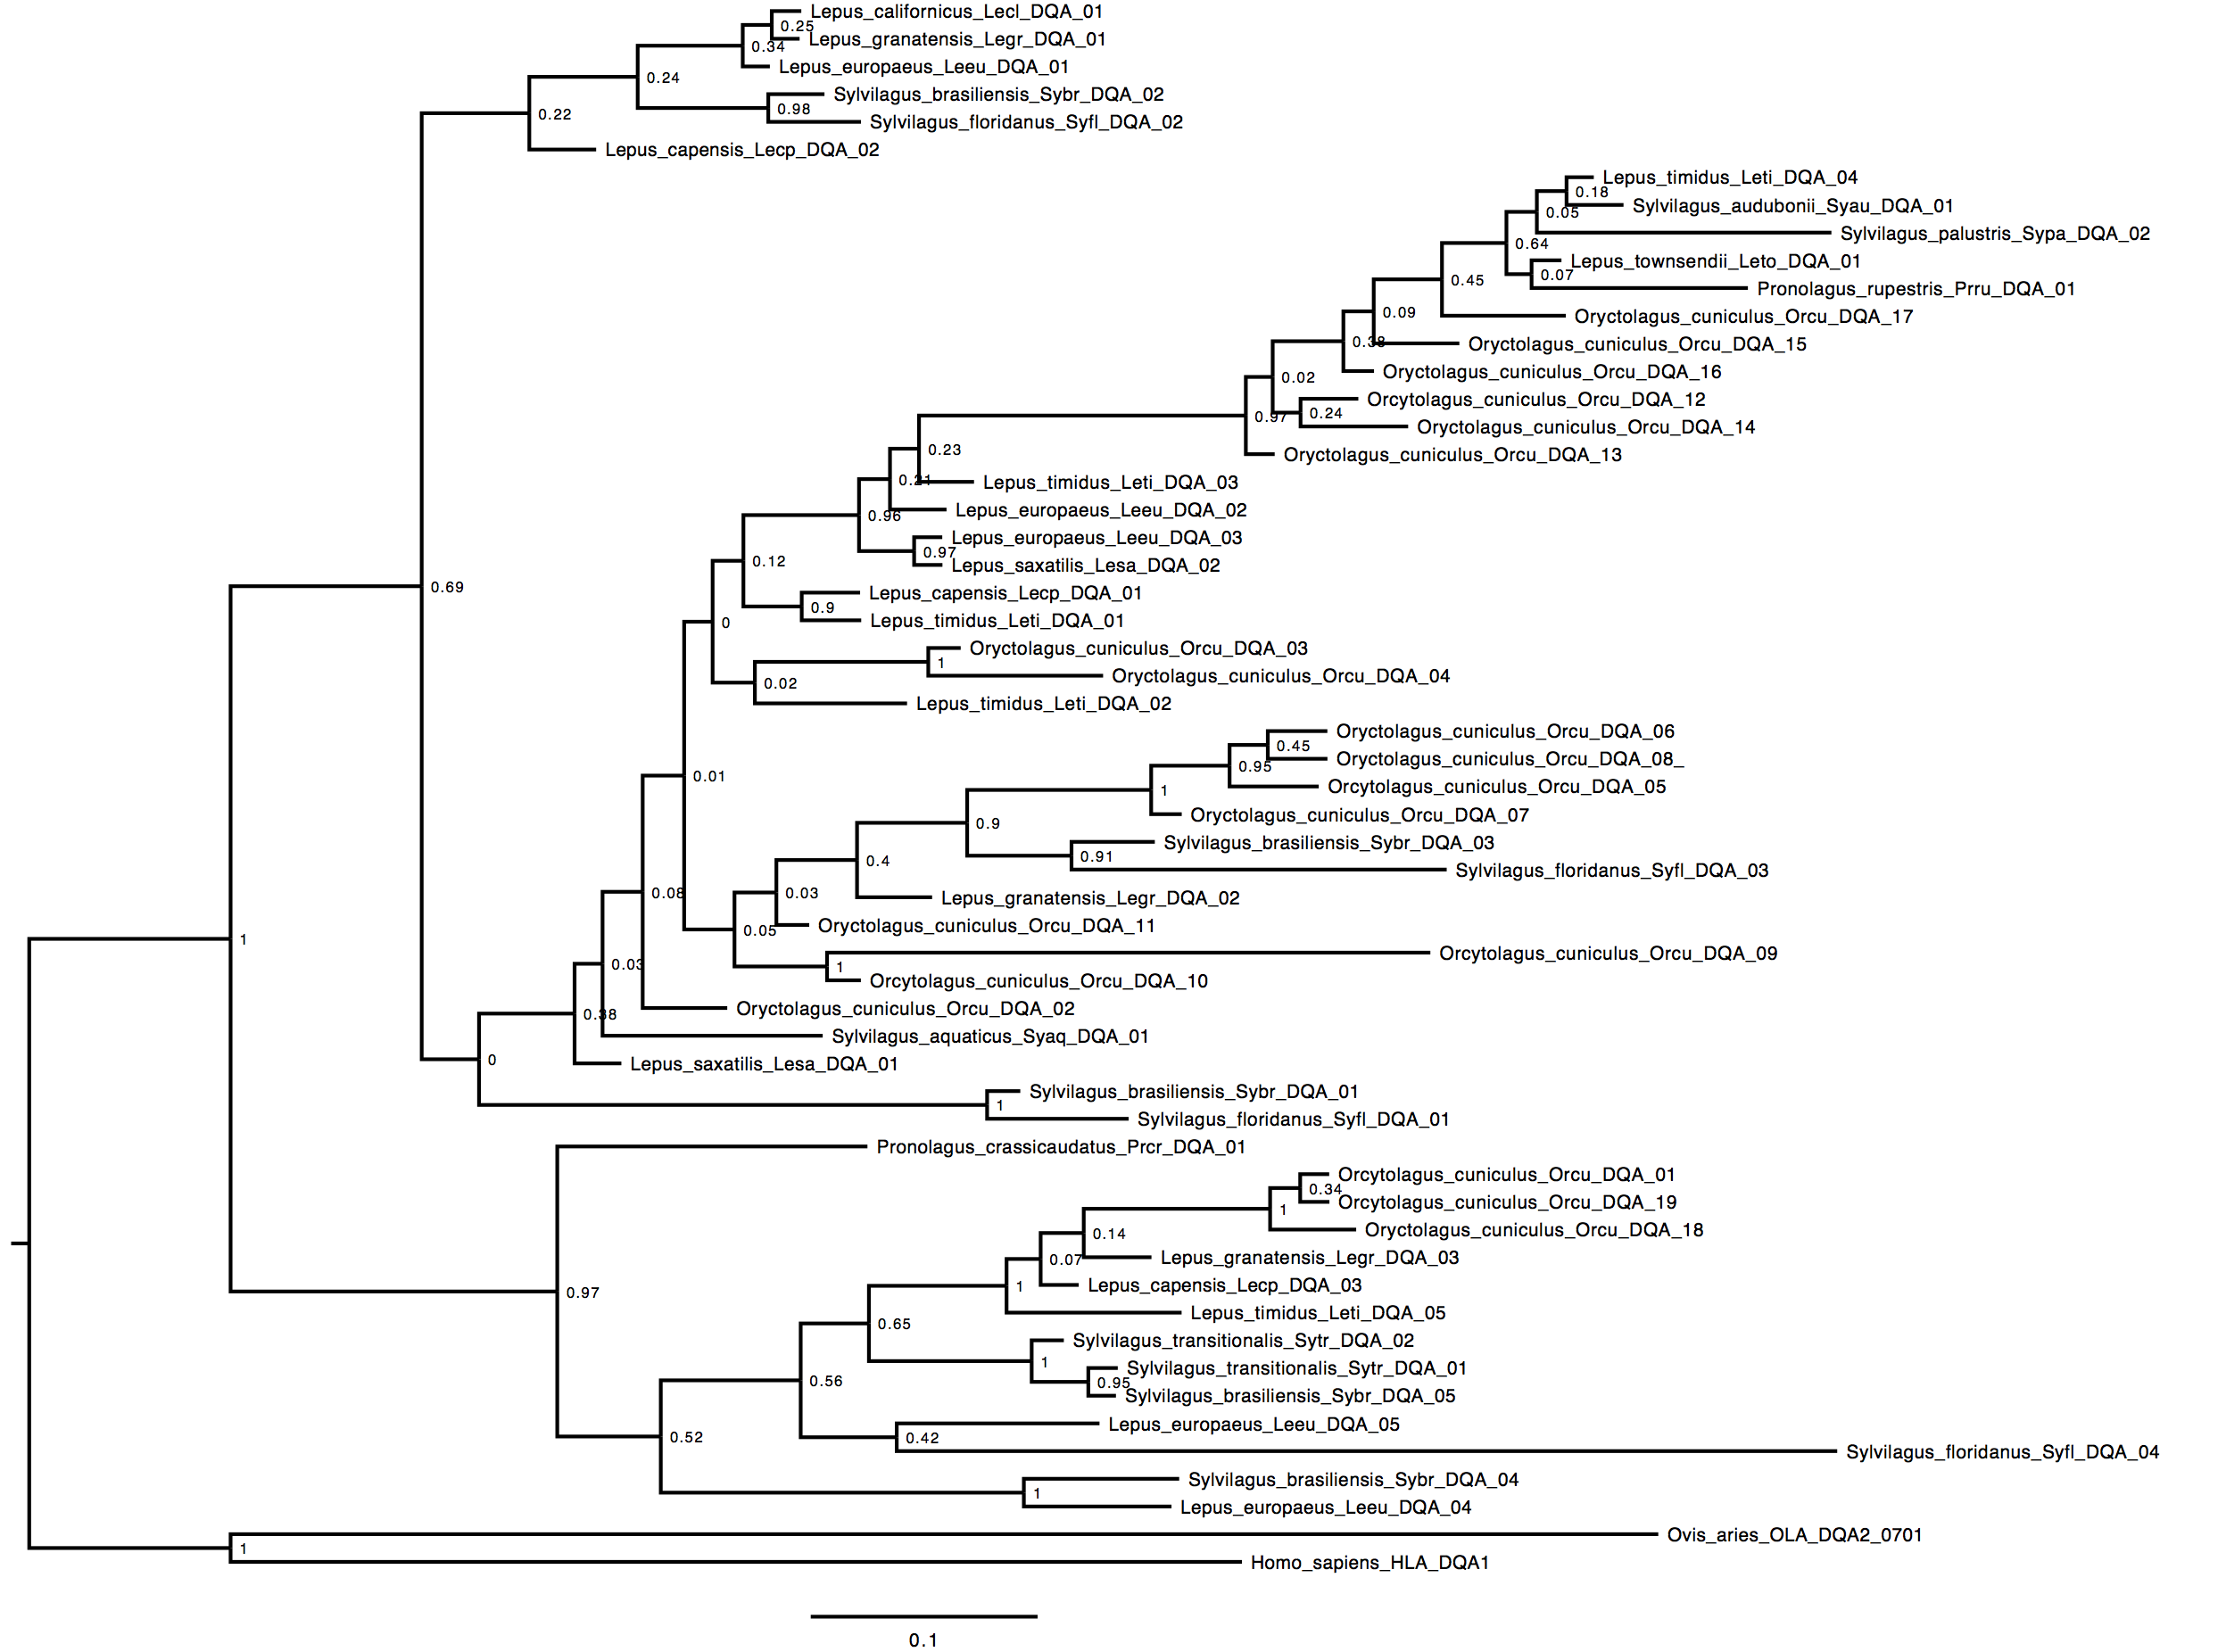 Lepus_californicus_Lecl_DQA_01
0.25
Lepus_granatensis_Legr_DQA_01
0.34
Lepus_europaeus_Leeu_DQA_01
0.24
Sylvilagus_brasiliensis_Sybr_DQA_02
0.98
Sylvilagus_floridanus_Syfl_DQA_02
0.22
Lepus_capensis_Lecp_DQA_02
Lepus_timidus_Leti_DQA_04
0.18
Sylvilagus_audubonii_Syau_DQA_01
0.05
Sylvilagus_palustris_Sypa_DQA_02
0.64
Lepus_townsendii_Leto_DQA_01
0.07
Pronolagus_rupestris_Prru_DQA_01
0.45
Oryctolagus_cuniculus_Orcu_DQA_17
0.09
Oryctolagus_cuniculus_Orcu_DQA_15
0.38
Oryctolagus_cuniculus_Orcu_DQA_16
0.02
Orcytolagus_cuniculus_Orcu_DQA_12
0.24
0.97
Oryctolagus_cuniculus_Orcu_DQA_14
Oryctolagus_cuniculus_Orcu_DQA_13
0.23
Lepus_timidus_Leti_DQA_03
0.21
Lepus_europaeus_Leeu_DQA_02
0.96
Lepus_europaeus_Leeu_DQA_03
0.97
Lepus_saxatilis_Lesa_DQA_02
0.12
Lepus_capensis_Lecp_DQA_01
0.9
Lepus_timidus_Leti_DQA_01
0
Oryctolagus_cuniculus_Orcu_DQA_03
1
Oryctolagus_cuniculus_Orcu_DQA_04
0.02
Lepus_timidus_Leti_DQA_02
Oryctolagus_cuniculus_Orcu_DQA_06
0.45
Oryctolagus_cuniculus_Orcu_DQA_08_
0.95
0.01
Orcytolagus_cuniculus_Orcu_DQA_05
1
Oryctolagus_cuniculus_Orcu_DQA_07
0.9
Sylvilagus_brasiliensis_Sybr_DQA_03
0.91
0.4
Sylvilagus_floridanus_Syfl_DQA_03
0.08
0.03
Lepus_granatensis_Legr_DQA_02
Oryctolagus_cuniculus_Orcu_DQA_11
0.05
Orcytolagus_cuniculus_Orcu_DQA_09
0.03
1
Orcytolagus_cuniculus_Orcu_DQA_10
Oryctolagus_cuniculus_Orcu_DQA_02
0.38
Sylvilagus_aquaticus_Syaq_DQA_01
0
Lepus_saxatilis_Lesa_DQA_01
0.69
Sylvilagus_brasiliensis_Sybr_DQA_01
1
Sylvilagus_floridanus_Syfl_DQA_01
1
Pronolagus_crassicaudatus_Prcr_DQA_01
Orcytolagus_cuniculus_Orcu_DQA_01
0.34
Orcytolagus_cuniculus_Orcu_DQA_19
1
Oryctolagus_cuniculus_Orcu_DQA_18
0.14
Lepus_granatensis_Legr_DQA_03
0.07
Lepus_capensis_Lecp_DQA_03
1
0.97
Lepus_timidus_Leti_DQA_05
0.65
Sylvilagus_transitionalis_Sytr_DQA_02
1
Sylvilagus_transitionalis_Sytr_DQA_01
0.95
0.56
Sylvilagus_brasiliensis_Sybr_DQA_05
Lepus_europaeus_Leeu_DQA_05
0.52
0.42
Sylvilagus_floridanus_Syfl_DQA_04
Sylvilagus_brasiliensis_Sybr_DQA_04
1
Lepus_europaeus_Leeu_DQA_04
Ovis_aries_OLA_DQA2_0701
1
Homo_sapiens_HLA_DQA1
0.1